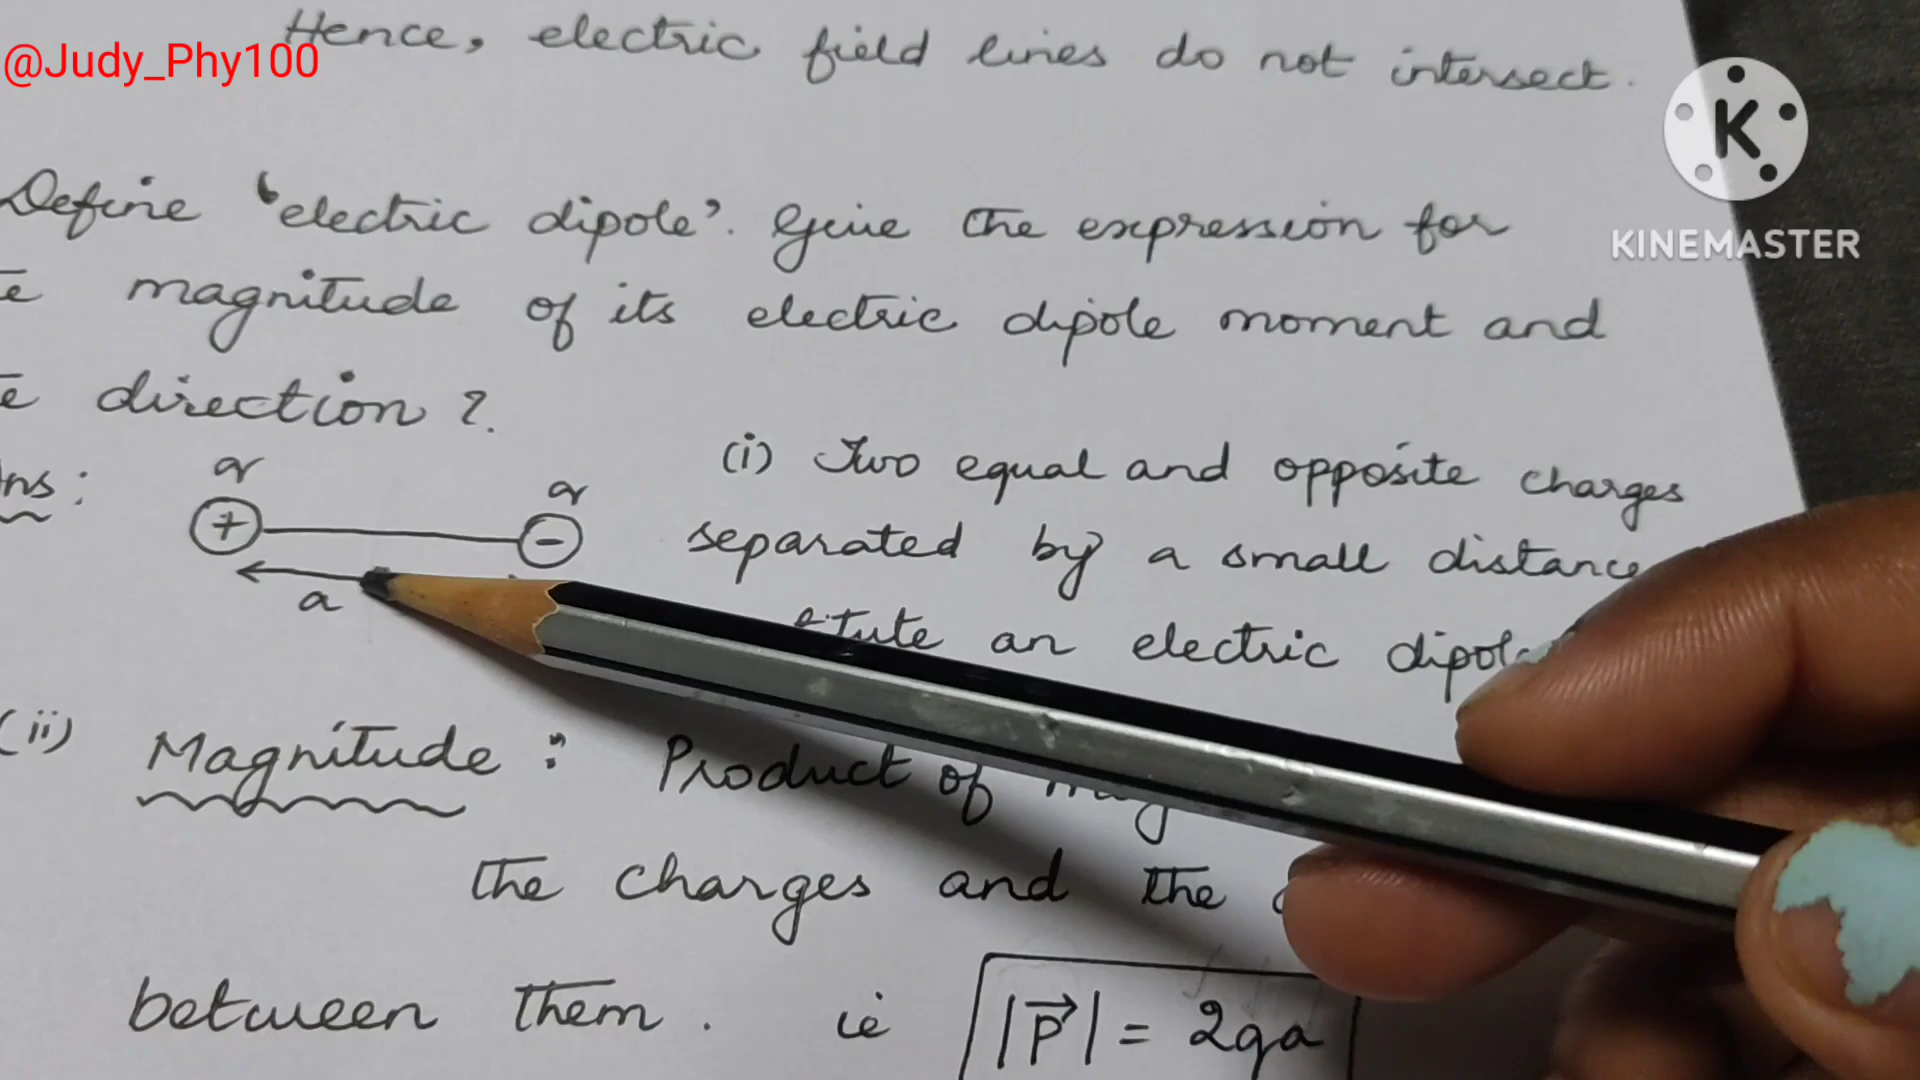 @Judy_Phy100
Hence, electric field lines do not intersect.
K
KINEMASTER
Define 'electric dipole'. Give the expression for
magnitude of its electric dipole moment and
direction ?.
Ans :
q
q
+
-
a
(i) Two equal and opposite charges
separated by a small distance
an electric dipole
(ii) Magnitude : Product of
the charges and the
between them. ie |p⃗| = 2qa